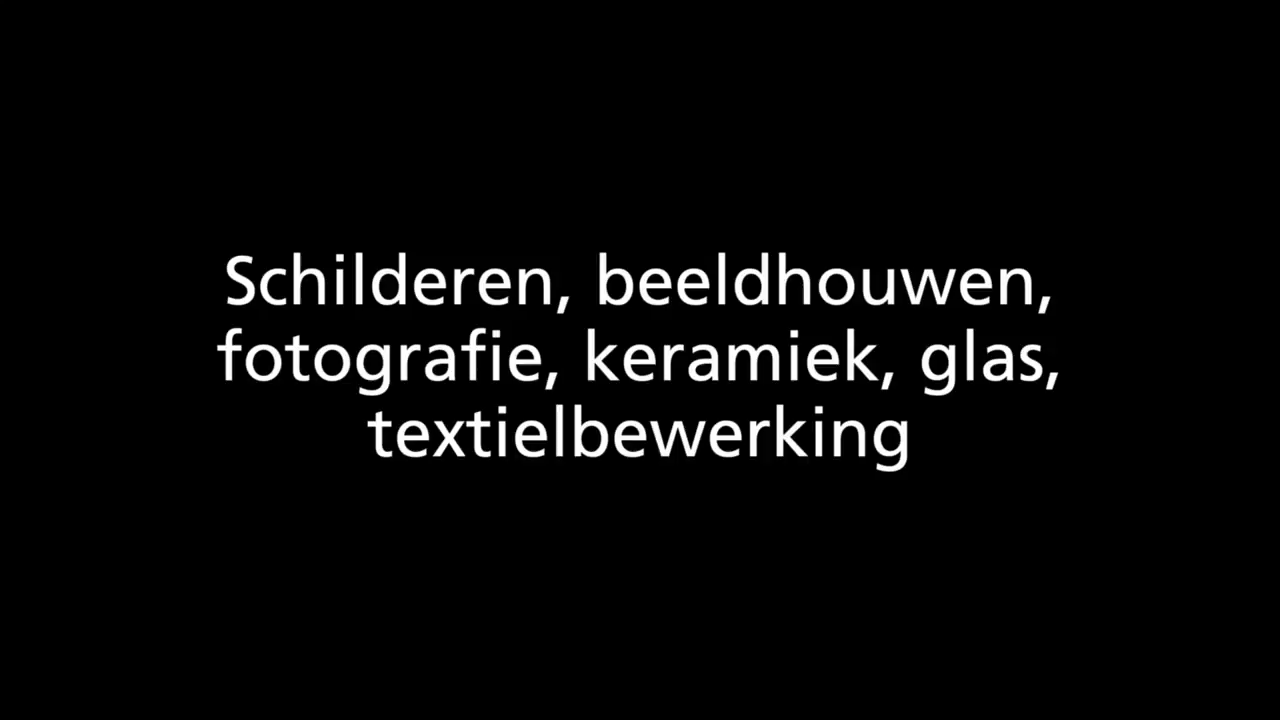 Schilderen, beeldhouwen,
fotografie, keramiek, glas,
textielbewerking